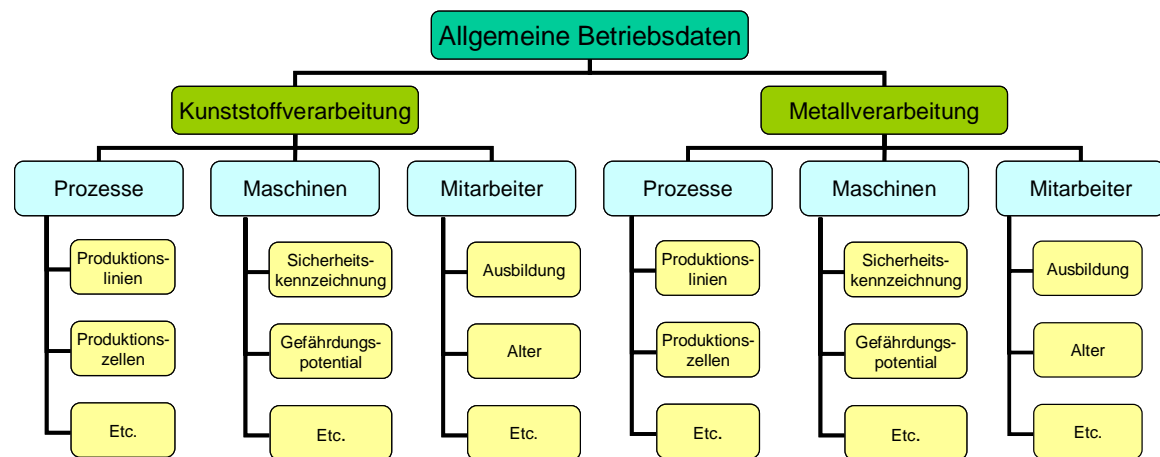 Allgemeine Betriebsdaten
Kunststoffverarbeitung
Metallverarbeitung
Prozesse
Maschinen
Mitarbeiter
Prozesse
Maschinen
Mitarbeiter
Produktions-
linien
Sicherheits-
kennzeichnung
Ausbildung
Produktions-
linien
Sicherheits-
kennzeichnung
Ausbildung
Produktions-
zellen
Gefährdungs-
potential
Alter
Produktions-
zellen
Gefährdungs-
potential
Alter
Etc.
Etc.
Etc.
Etc.
Etc.
Etc.